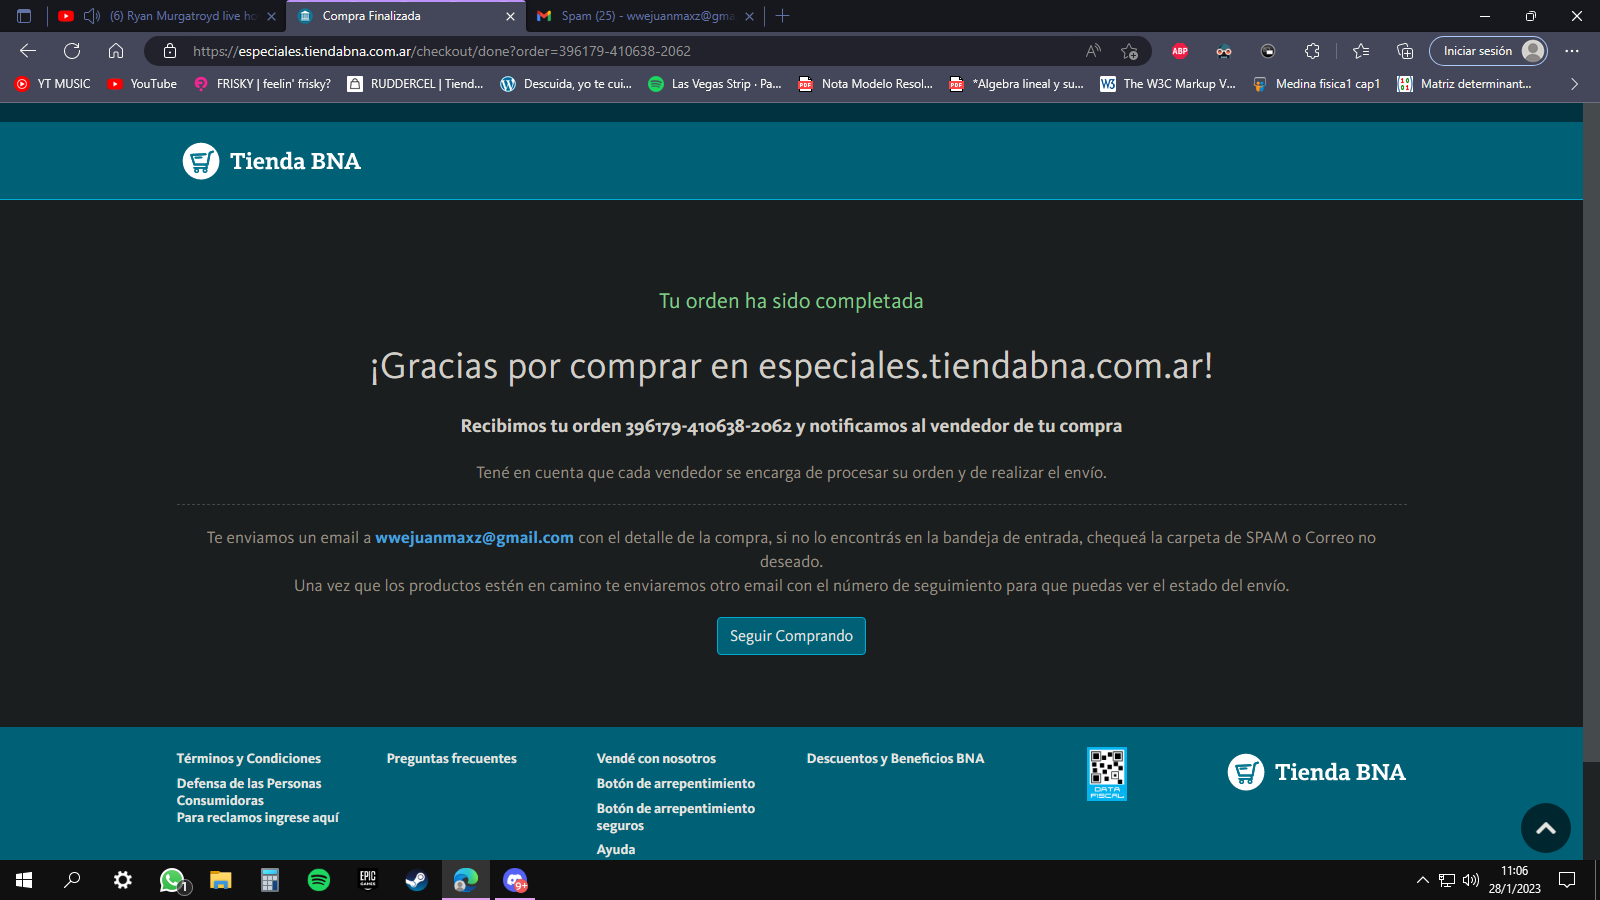 (6) Ryan Murgatroyd live ho
Compra Finalizada
Spam (25) - wwejuanmaxz@gma
https://especiales.tiendabna.com.ar/checkout/done?order=396179-410638-2062
ABP
Iniciar sesión
YT MUSIC
YouTube
FRISKY | feelin' frisky?
RUDDERCEL | Tiend...
Descuida, yo te cui...
Las Vegas Strip · Pa...
PDF
Nota Modelo Resol...
PDF
*Algebra lineal y su...
W3
The W3C Markup V...
Medina fisica1 cap1
Matriz determinant...
Tienda BNA
Tu orden ha sido completada
¡Gracias por comprar en especiales.tiendabna.com.ar!
Recibimos tu orden 396179-410638-2062 y notificamos al vendedor de tu compra
Tené en cuenta que cada vendedor se encarga de procesar su orden y de realizar el envío.
Te enviamos un email a wwejuanmaxz@gmail.com con el detalle de la compra, si no lo encontrás en la bandeja de entrada, chequeá la carpeta de SPAM o Correo no
deseado.
Una vez que los productos estén en camino te enviaremos otro email con el número de seguimiento para que puedas ver el estado del envío.
Seguir Comprando
Términos y Condiciones
Defensa de las Personas
Consumidoras
Para reclamos ingrese aquí
Preguntas frecuentes
Vendé con nosotros
Botón de arrepentimiento
Botón de arrepentimiento
seguros
Ayuda
Descuentos y Beneficios BNA
DATA
FISCAL
Tienda BNA
1
EPIC
GAMES
9+
11:06
28/1/2023